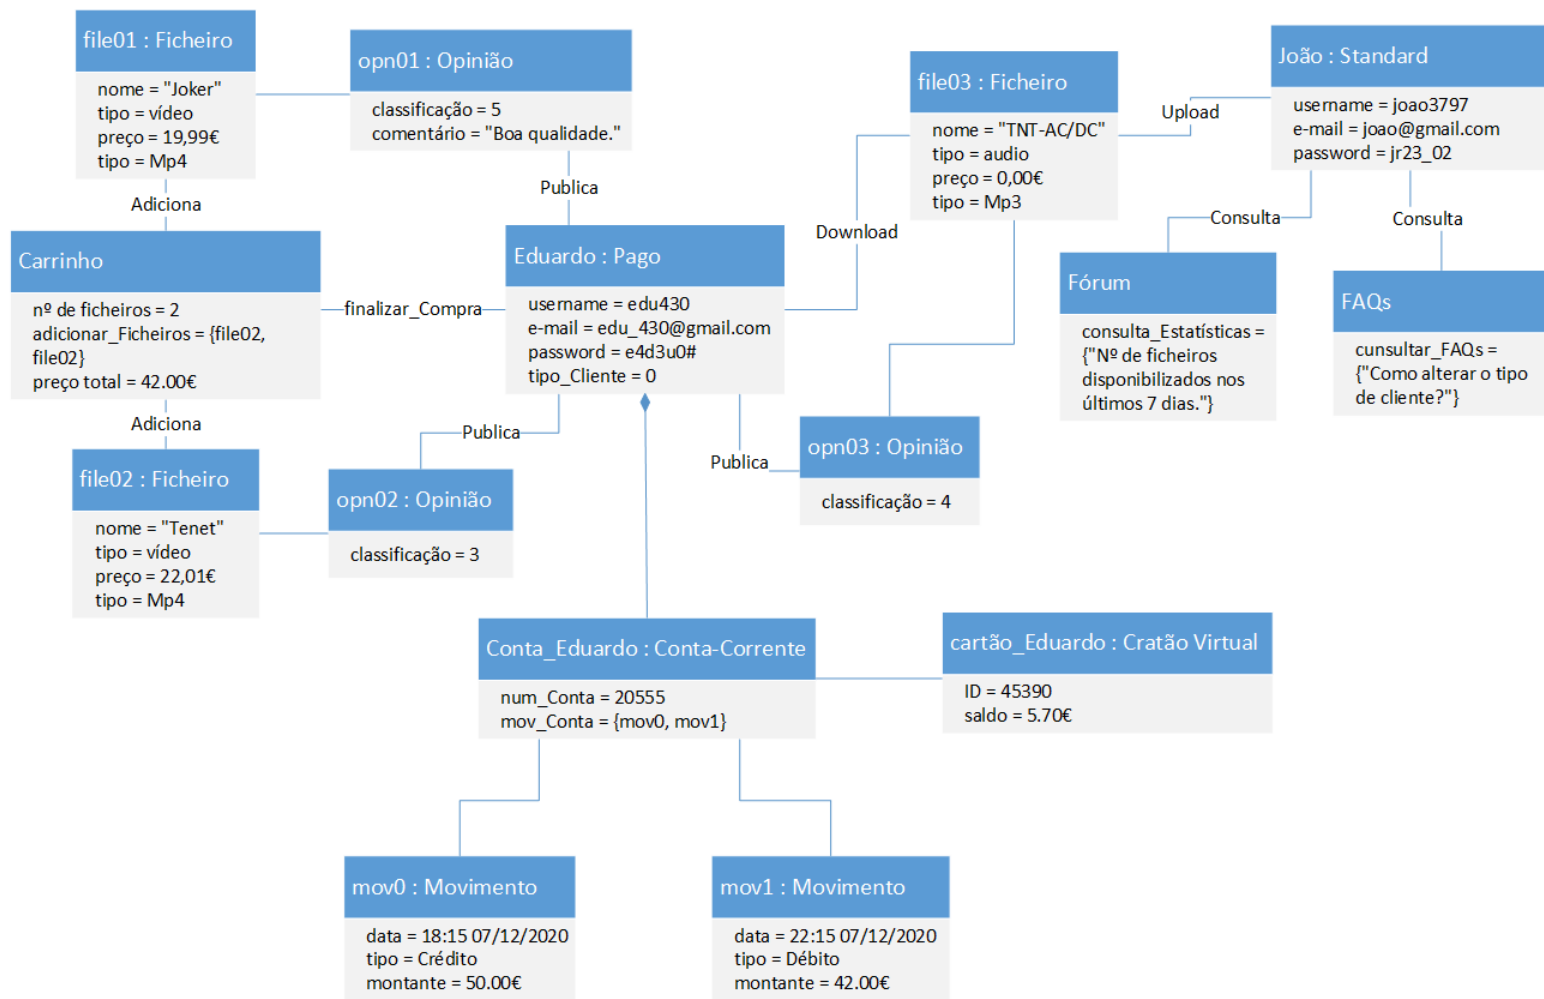 file01 : Ficheiro
nome = "Joker"
tipo = vídeo
preço = 19,99€
tipo = Mp4
opn01 : Opinião
classificação = 5
comentário = "Boa qualidade."
file03 : Ficheiro
nome = "TNT-AC/DC"
tipo = audio
preço = 0,00€
tipo = Mp3
Upload
João : Standard
username = joao3797
e-mail = joao@gmail.com
password = jr23_02
Adiciona
Publica
Download
Consulta
Consulta
Carrinho
nº de ficheiros = 2
adicionar_Ficheiros = {file02,
file02}
preço total = 42.00€
finalizar_Compra
Eduardo : Pago
username = edu430
e-mail = edu_430@gmail.com
password = e4d3u0#
tipo_Cliente = 0
Fórum
consulta_Estatísticas =
{"Nº de ficheiros
disponibilizados nos
últimos 7 dias."}
FAQs
cunsultar_FAQs =
{"Como alterar o tipo
de cliente?"}
Adiciona
Publica
Publica
file02 : Ficheiro
nome = "Tenet"
tipo = vídeo
preço = 22,01€
tipo = Mp4
opn02 : Opinião
classificação = 3
opn03 : Opinião
classificação = 4
Conta_Eduardo : Conta-Corrente
num_Conta = 20555
mov_Conta = {mov0, mov1}
cartão_Eduardo : Cratão Virtual
ID = 45390
saldo = 5.70€
mov0 : Movimento
data = 18:15 07/12/2020
tipo = Crédito
montante = 50.00€
mov1 : Movimento
data = 22:15 07/12/2020
tipo = Débito
montante = 42.00€